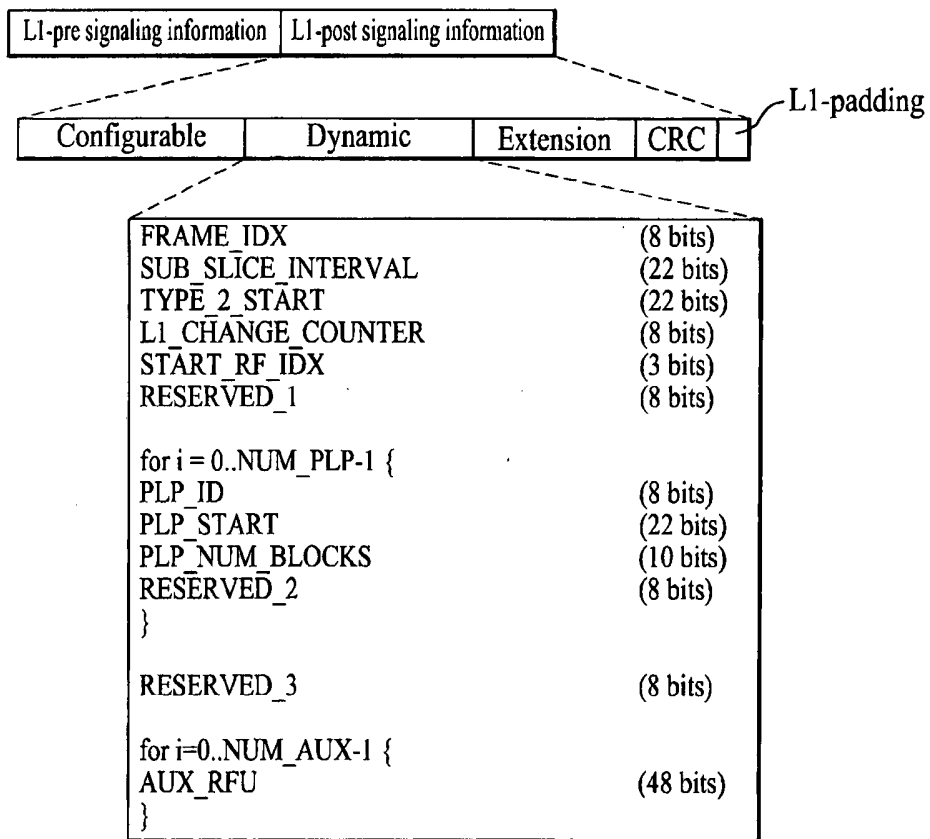 L1-pre signaling information L1-post signaling information
L1-padding
Configurable Dynamic Extension CRC
FRAME_IDX (8 bits)
SUB_SLICE_INTERVAL (22 bits)
TYPE_2_START (22 bits)
L1_CHANGE_COUNTER (8 bits)
START_RF_IDX (3 bits)
RESERVED_1 (8 bits)
for i = 0..NUM_PLP-1 {
PLP_ID (8 bits)
PLP_START (22 bits)
PLP_NUM_BLOCKS (10 bits)
RESERVED_2 (8 bits)
}
RESERVED_3 (8 bits)
for i=0..NUM_AUX-1 {
AUX_RFU (48 bits)
}